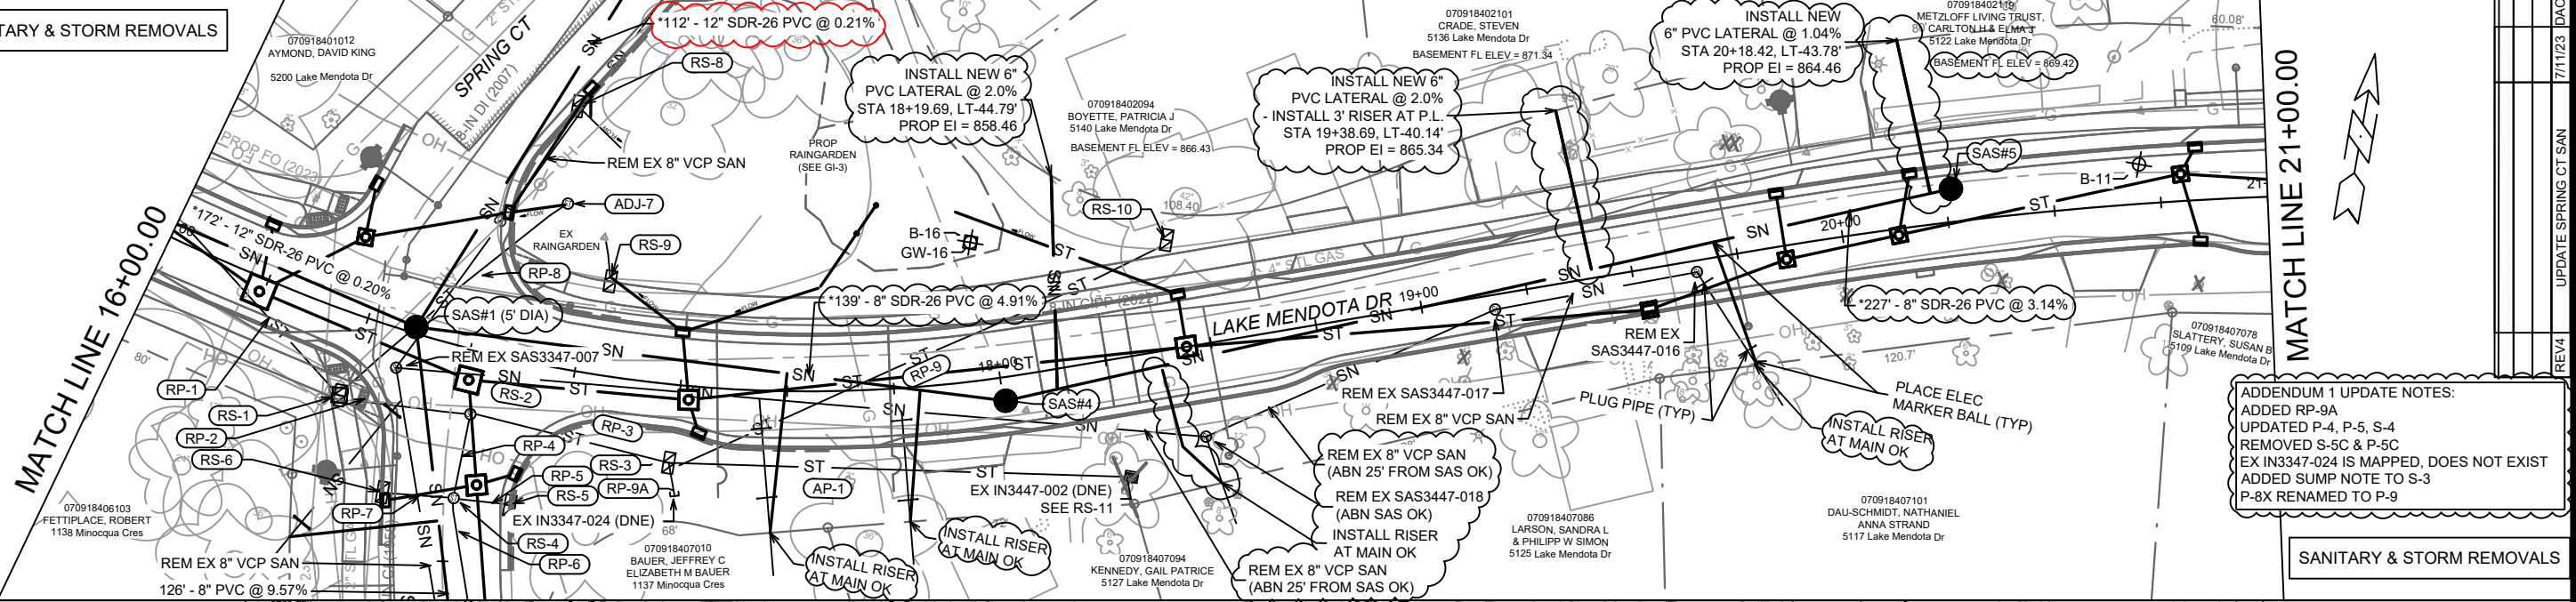 TARY & STORM REMOVALS
070918401012
AYMOND, DAVID KING
5200 Lake Mendota Dr
SPRING CT
8-IN DI (2007)
*112' - 12" SDR-26 PVC @ 0.21%
RS-8
REM EX 8" VCP SAN
ADJ-7
EX
RAINGARDEN
RS-9
RP-8
PROP
RAINGARDEN
(SEE GI-3)
INSTALL NEW 6"
PVC LATERAL @ 2.0%
STA 18+19.69, LT-44.79'
PROP EI = 858.46
B-16
GW-16
070918402094
BOYETTE, PATRICIA J
5140 Lake Mendota Dr
BASEMENT FL ELEV = 866.43
RS-10
108.40
070918402101
CRADE, STEVEN
5136 Lake Mendota Dr
BASEMENT FL ELEV = 871.34
INSTALL NEW 6"
PVC LATERAL @ 2.0%
- INSTALL 3' RISER AT P.L.
STA 19+38.69, LT-40.14'
PROP EI = 865.34
INSTALL NEW
6" PVC LATERAL @ 1.04%
STA 20+18.42, LT-43.78'
PROP EI = 864.46
METZLOFF LIVING TRUST,
CARLTON H & ELMA J
5122 Lake Mendota Dr
BASEMENT FL ELEV = 869.42
60.08'
SAS#5
B-11
20+00
21-
MATCH LINE 21+00.00
MATCH LINE 16+00.00
*172' - 12" SDR-26 PVC @ 0.20%
SAS#1 (5' DIA)
*139' - 8" SDR-26 PVC @ 4.91%
4" STL GAS
8-IN CIPP (2022)
LAKE MENDOTA DR
19+00
18+00
*227' - 8" SDR-26 PVC @ 3.14%
REM EX SAS3347-007
RP-1
RS-1
RP-2
RS-6
RS-2
RP-3
RP-4
RP-5
RS-3
RS-5
RP-9A
RP-9
RP-7
RS-4
RP-6
AP-1
SAS#4
80'
68'
EX IN3347-024 (DNE)
EX IN3447-002 (DNE)
SEE RS-11
070918406103
FETTIPLACE, ROBERT
1138 Minocqua Cres
REM EX 8" VCP SAN
126' - 8" PVC @ 9.57%
070918407010
BAUER, JEFFREY C
ELIZABETH M BAUER
1137 Minocqua Cres
INSTALL RISER
AT MAIN OK
INSTALL RISER
AT MAIN OK
070918407094
KENNEDY, GAIL PATRICE
5127 Lake Mendota Dr
REM EX 8" VCP SAN
(ABN 25' FROM SAS OK)
REM EX SAS3447-018
(ABN SAS OK)
INSTALL RISER
AT MAIN OK
REM EX 8" VCP SAN
(ABN 25' FROM SAS OK)
REM EX SAS3447-017
REM EX 8" VCP SAN
REM EX
SAS3447-016
PLUG PIPE (TYP)
PLACE ELEC
MARKER BALL (TYP)
INSTALL RISER
AT MAIN OK
120.7'
070918407086
LARSON, SANDRA L
& PHILIPP W SIMON
5125 Lake Mendota Dr
070918407101
DAU-SCHMIDT, NATHANIEL
ANNA STRAND
5117 Lake Mendota Dr
070918407078
SLATTERY, SUSAN B
5109 Lake Mendota Dr
ADDENDUM 1 UPDATE NOTES:
ADDED RP-9A
UPDATED P-4, P-5, S-4
REMOVED S-5C & P-5C
EX IN3347-024 IS MAPPED, DOES NOT EXIST
ADDED SUMP NOTE TO S-3
P-8X RENAMED TO P-9
SANITARY & STORM REMOVALS
REV4
UPDATE SPRING CT SAN
7/11/23